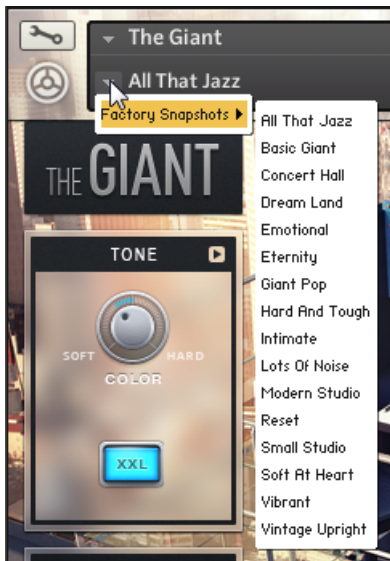 The Giant
All That Jazz
Factory Snapshots
All That Jazz
Basic Giant
Concert Hall
Dream Land
Emotional
Eternity
Giant Pop
Hard And Tough
Intimate
Lots Of Noise
Modern Studio
Reset
Small Studio
Soft At Heart
Vibrant
Vintage Upright
THE GIANT
TONE
SOFT HARD
COLOR
XXL